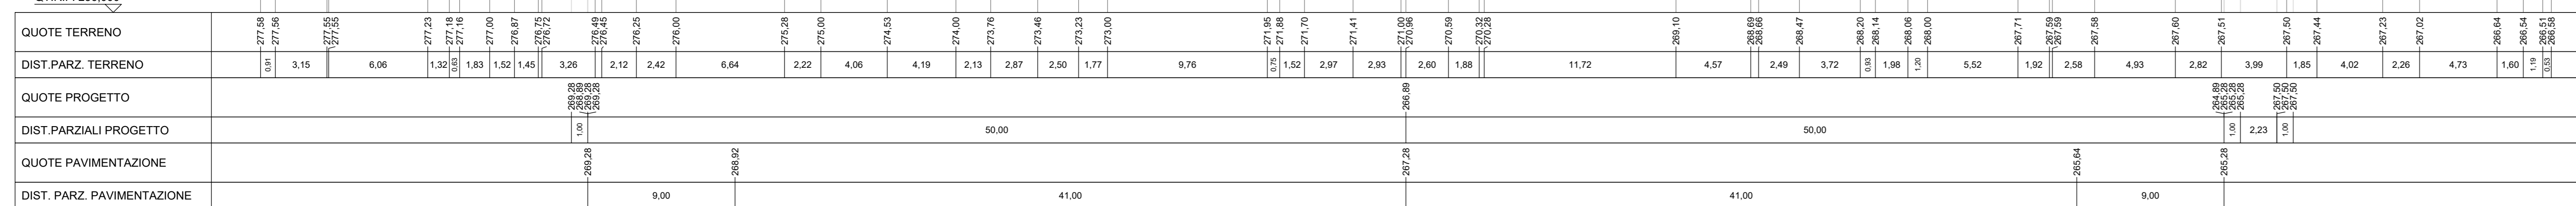 QUOTE TERRENO 277,58 277,56 277,55 277,55 277,23 277,18 277,16 277,00 276,87 276,75 276,72 276,49 276,45 276,25 276,00 275,28 275,00 274,53 274,00 273,76 273,46 273,23 273,00 271,95 271,88 271,70 271,41 271,00 270,96 270,59 270,32 270,28 269,10 268,69 268,66 268,47 268,20 268,14 268,06 268,00 267,71 267,59 267,59 267,58 267,60 267,51 267,50 267,44 267,23 267,02 266,64 266,54 266,51 266,58
DIST.PARZ. TERRENO 0,91 3,15 6,06 1,32 0,63 1,83 1,52 1,45 3,26 2,12 2,42 6,64 2,22 4,06 4,19 2,13 2,87 2,50 1,77 9,76 0,75 1,52 2,97 2,93 2,60 1,88 11,72 4,57 2,49 3,72 0,93 1,98 1,20 5,52 1,92 2,58 4,93 2,82 3,99 1,85 4,02 2,26 4,73 1,60 1,19 0,53
QUOTE PROGETTO 269,28 268,89 269,28 269,28 266,89 264,89 265,28 265,28 265,28 267,50 267,50 267,50
DIST.PARZIALI PROGETTO 1,00 50,00 50,00 1,00 2,23 1,00
QUOTE PAVIMENTAZIONE 269,28 268,92 267,28 265,64 265,28
DIST. PARZ. PAVIMENTAZIONE 9,00 41,00 41,00 9,00